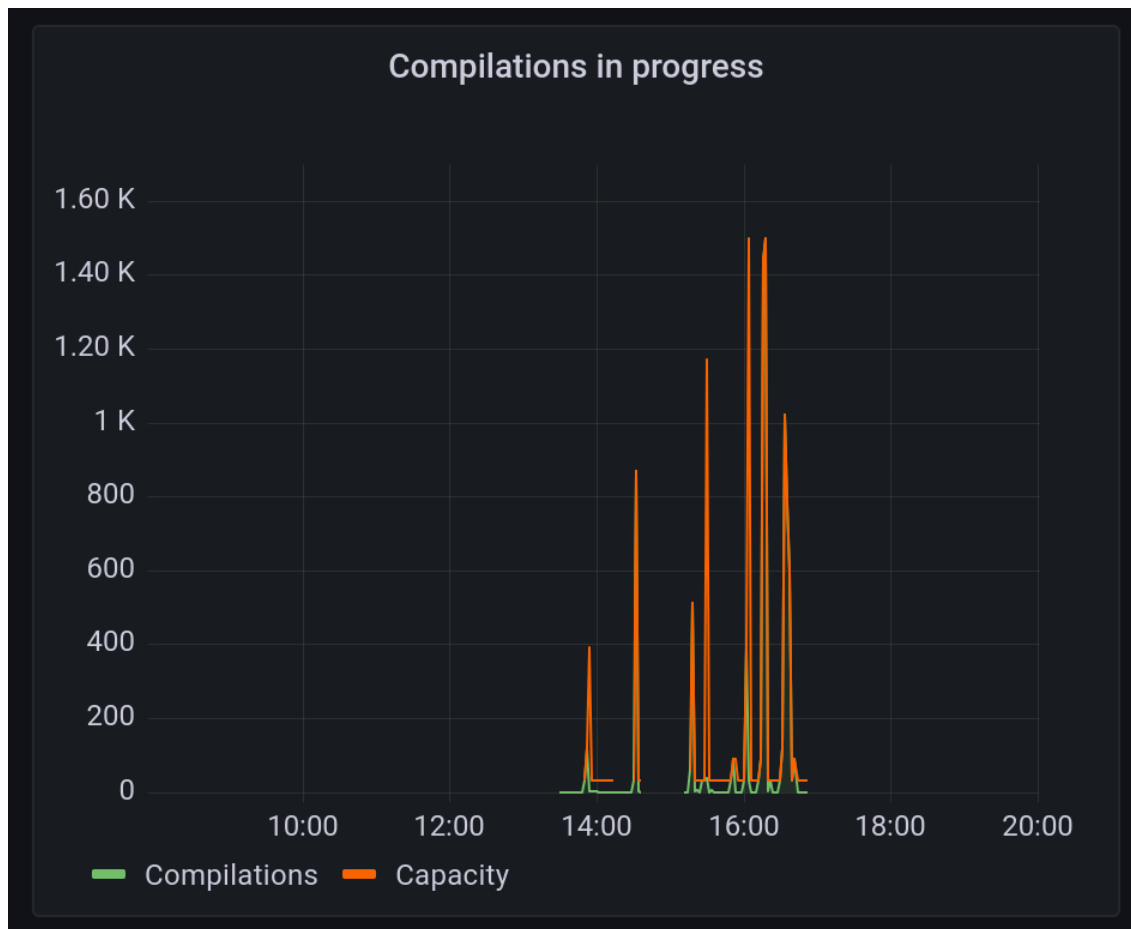 Compilations in progress
1.60 K
1.40 K
1.20 K
1 K
800
600
400
200
0
10:00 12:00 14:00 16:00 18:00 20:00
Compilations Capacity